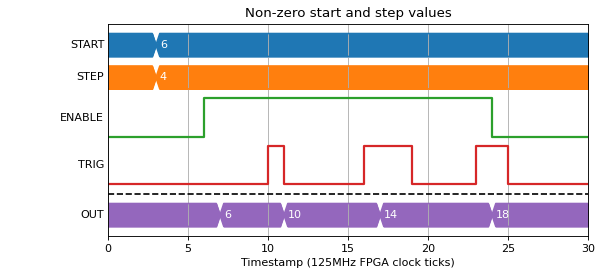 Non-zero start and step values
START 6
STEP 4
ENABLE
TRIG
OUT 6 10 14 18
0 5 10 15 20 25 30
Timestamp (125MHz FPGA clock ticks)